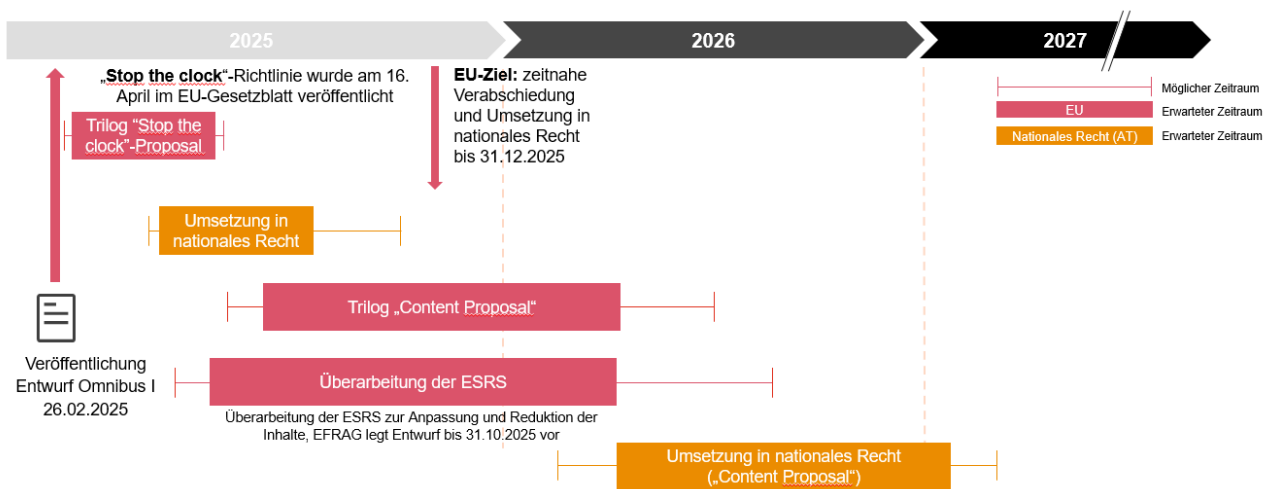 2025
2026
2027
„Stop the clock“-Richtlinie wurde am 16.
April im EU-Gesetzblatt veröffentlicht
EU-Ziel: zeitnahe
Verabschiedung
und Umsetzung in
nationales Recht
bis 31.12.2025
Möglicher Zeitraum
EU
Erwarteter Zeitraum
Nationales Recht (AT)
Erwarteter Zeitraum
Trilog “Stop the
clock”-Proposal
Umsetzung in
nationales Recht
Trilog „Content Proposal“
Veröffentlichung
Entwurf Omnibus I
26.02.2025
Überarbeitung der ESRS
Überarbeitung der ESRS zur Anpassung und Reduktion der
Inhalte, EFRAG legt Entwurf bis 31.10.2025 vor
Umsetzung in nationales Recht
(„Content Proposal“)